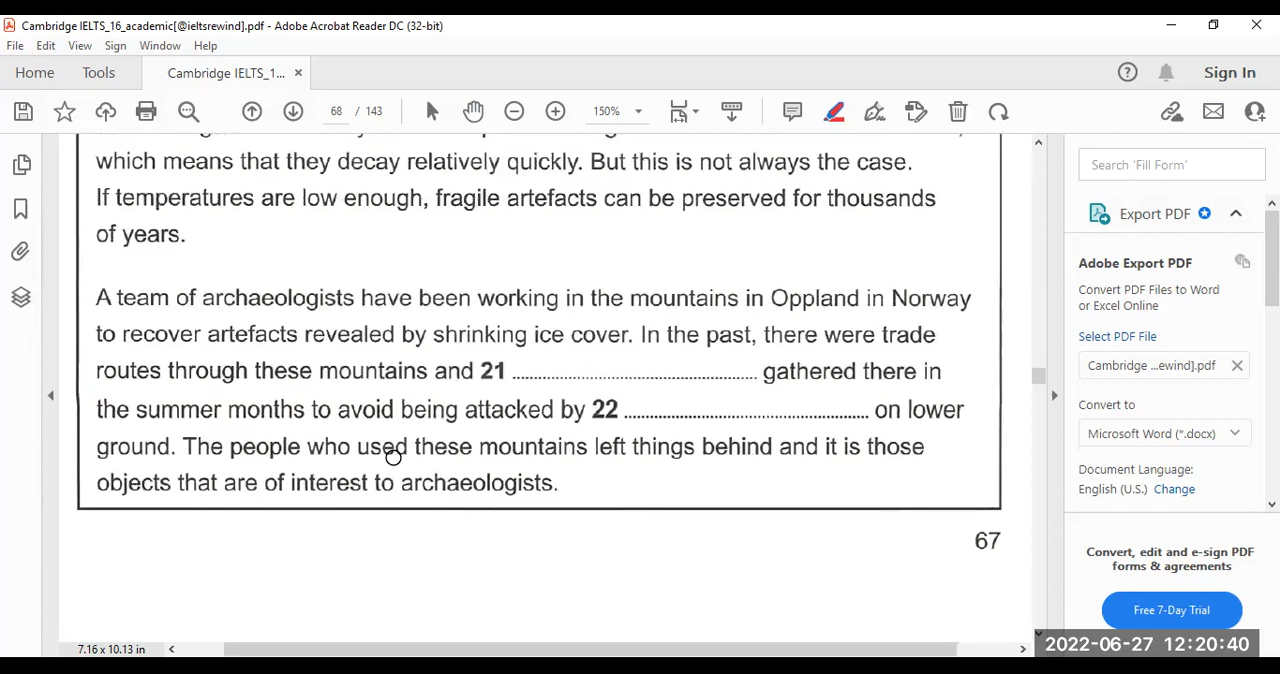 Cambridge IELTS_16_academic[@ieltsrewind].pdf - Adobe Acrobat Reader DC (32-bit)
File Edit View Sign Window Help
Home Tools Cambridge IELTS_1... × Sign In
68 / 143 150%
which means that they decay relatively quickly. But this is not always the case.
If temperatures are low enough, fragile artefacts can be preserved for thousands
of years.
A team of archaeologists have been working in the mountains in Oppland in Norway
to recover artefacts revealed by shrinking ice cover. In the past, there were trade
routes through these mountains and 21 .................................................. gathered there in
the summer months to avoid being attacked by 22 .................................................. on lower
ground. The people who used these mountains left things behind and it is those
objects that are of interest to archaeologists.
67
7.16 x 10.13 in
Search 'Fill Form'
Export PDF
Adobe Export PDF
Convert PDF Files to Word
or Excel Online
Select PDF File
Cambridge ...ewind].pdf
Convert to
Microsoft Word (*.docx)
Document Language:
English (U.S.) Change
Convert, edit and e-sign PDF
forms & agreements
Free 7-Day Trial
2022-06-27 12:20:40